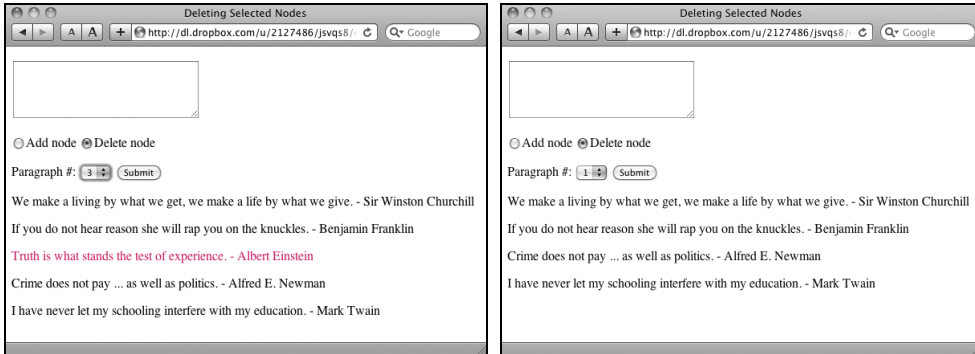 Deleting Selected Nodes
A A + http://dl.dropbox.com/u/2127486/jsvqs8/ Google
Add node Delete node
Paragraph #: 3 Submit
We make a living by what we get, we make a life by what we give. - Sir Winston Churchill
If you do not hear reason she will rap you on the knuckles. - Benjamin Franklin
Truth is what stands the test of experience. - Albert Einstein
Crime does not pay ... as well as politics. - Alfred E. Newman
I have never let my schooling interfere with my education. - Mark Twain
Deleting Selected Nodes
A A + http://dl.dropbox.com/u/2127486/jsvqs8/ Google
Add node Delete node
Paragraph #: 1 Submit
We make a living by what we get, we make a life by what we give. - Sir Winston Churchill
If you do not hear reason she will rap you on the knuckles. - Benjamin Franklin
Crime does not pay ... as well as politics. - Alfred E. Newman
I have never let my schooling interfere with my education. - Mark Twain